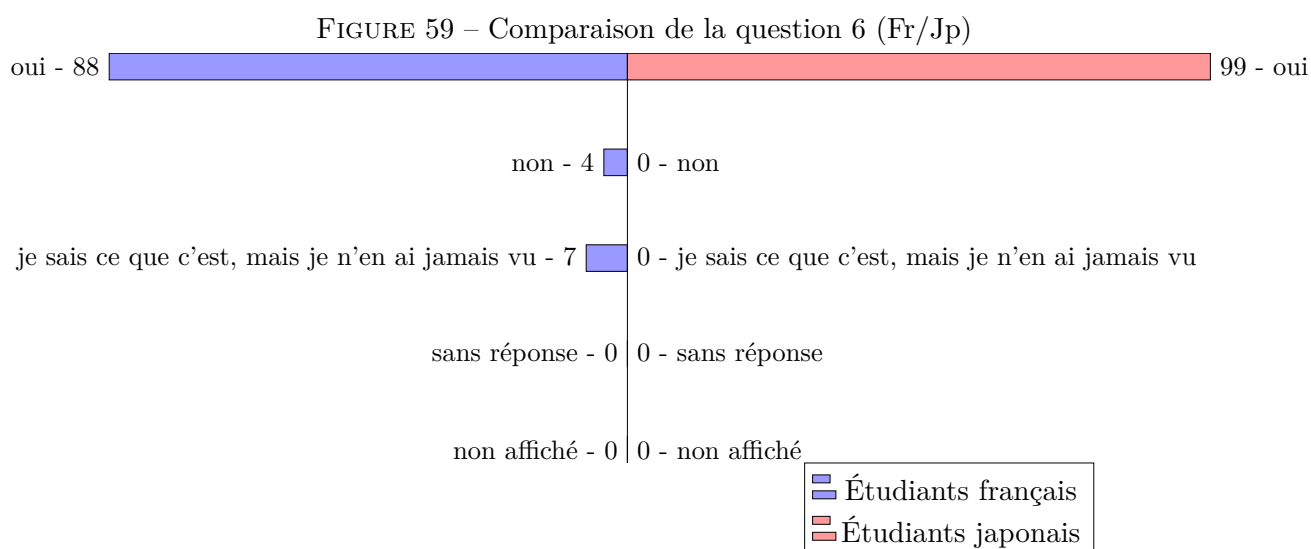 FIGURE 59 – Comparaison de la question 6 (Fr/Jp)
oui - 88 99 - oui
non - 4 0 - non
je sais ce que c'est, mais je n'en ai jamais vu - 7 0 - je sais ce que c'est, mais je n'en ai jamais vu
sans réponse - 0 0 - sans réponse
non affiché - 0 0 - non affiché
Étudiants français
Étudiants japonais